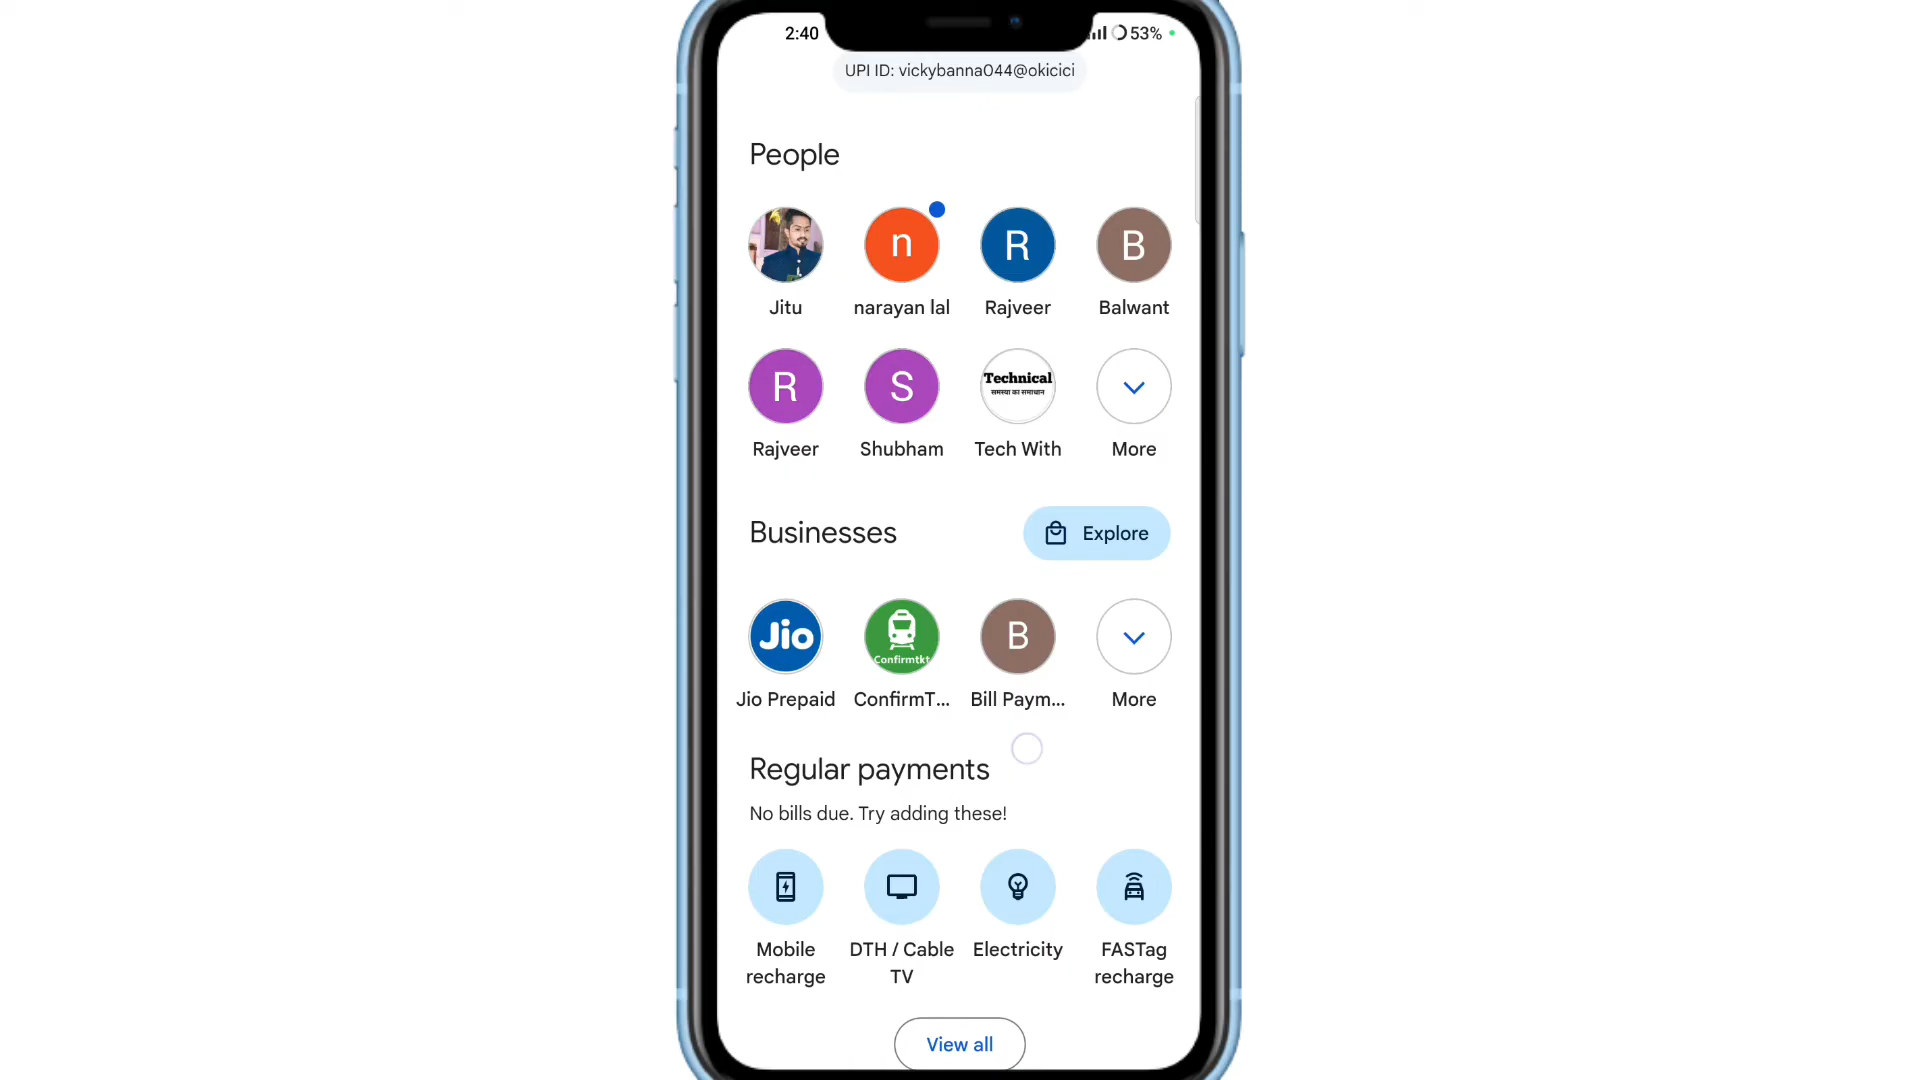 2:40
53%
UPI ID: vickybanna044@okicici
People
n
R
B
Jitu
narayan lal
Rajveer
Balwant
R
S
Technical
समस्या का समाधान
Rajveer
Shubham
Tech With
More
Businesses
Explore
Jio
Confirmtkt
B
Jio Prepaid
ConfirmT...
Bill Paym...
More
Regular payments
No bills due. Try adding these!
Mobile
recharge
DTH / Cable
TV
Electricity
FASTag
recharge
View all